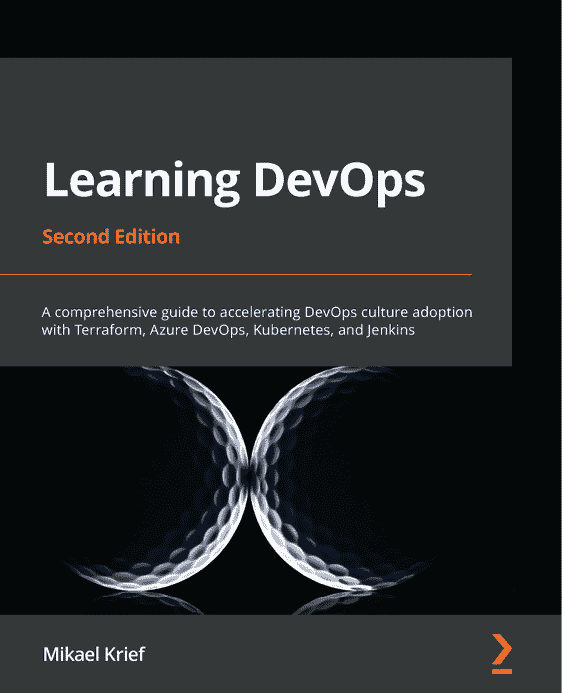 Learning DevOps
Second Edition
A comprehensive guide to accelerating DevOps culture adoption
with Terraform, Azure DevOps, Kubernetes, and Jenkins
Mikael Krief